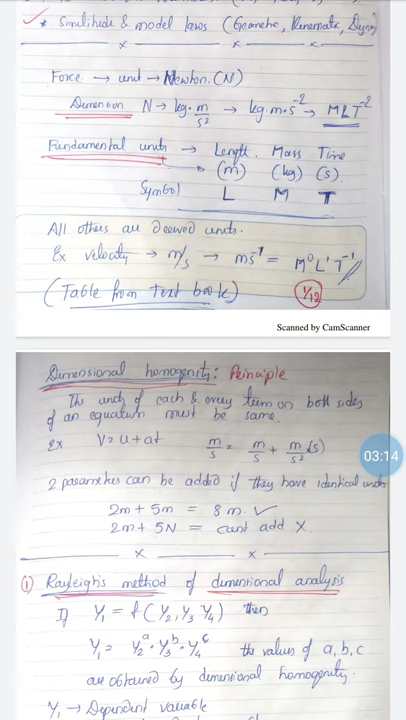 * Similitude & model laws (Geometric, Kinematic, Dyn
x x x
Force → unit → Newton. (N)
Dimension N → kg. m/s² → kg.m.s⁻² → MLT⁻²
Fundamental units → Length. Mass Time
(m) (kg) (s).
Symbol L M T
All others are derived units.
Ex velocity → m/s → ms⁻¹ = M⁰L¹T⁻¹
(Table from text book) 1/12
Scanned by CamScanner
Dimensional homogenity: Principle
The units of each & every term on both sides
of an equation must be same.
Ex V = u + at m/s = m/s + m/s² (s)
03:14
2 parameter can be added if they have identical units
2m + 5m = 8m. ✓
2m + 5N = cant add X.
x x
(1) Rayleigh's method of dimensional analysis
If Y₁ = f(Y₂, Y₃ Y₄) then
Y₁ = Y₂ᵃ. Y₃ᵇ. Y₄ᶜ the values of a, b, c
are obtained by dimensional homogenity.
Y₁ → Dependent variable